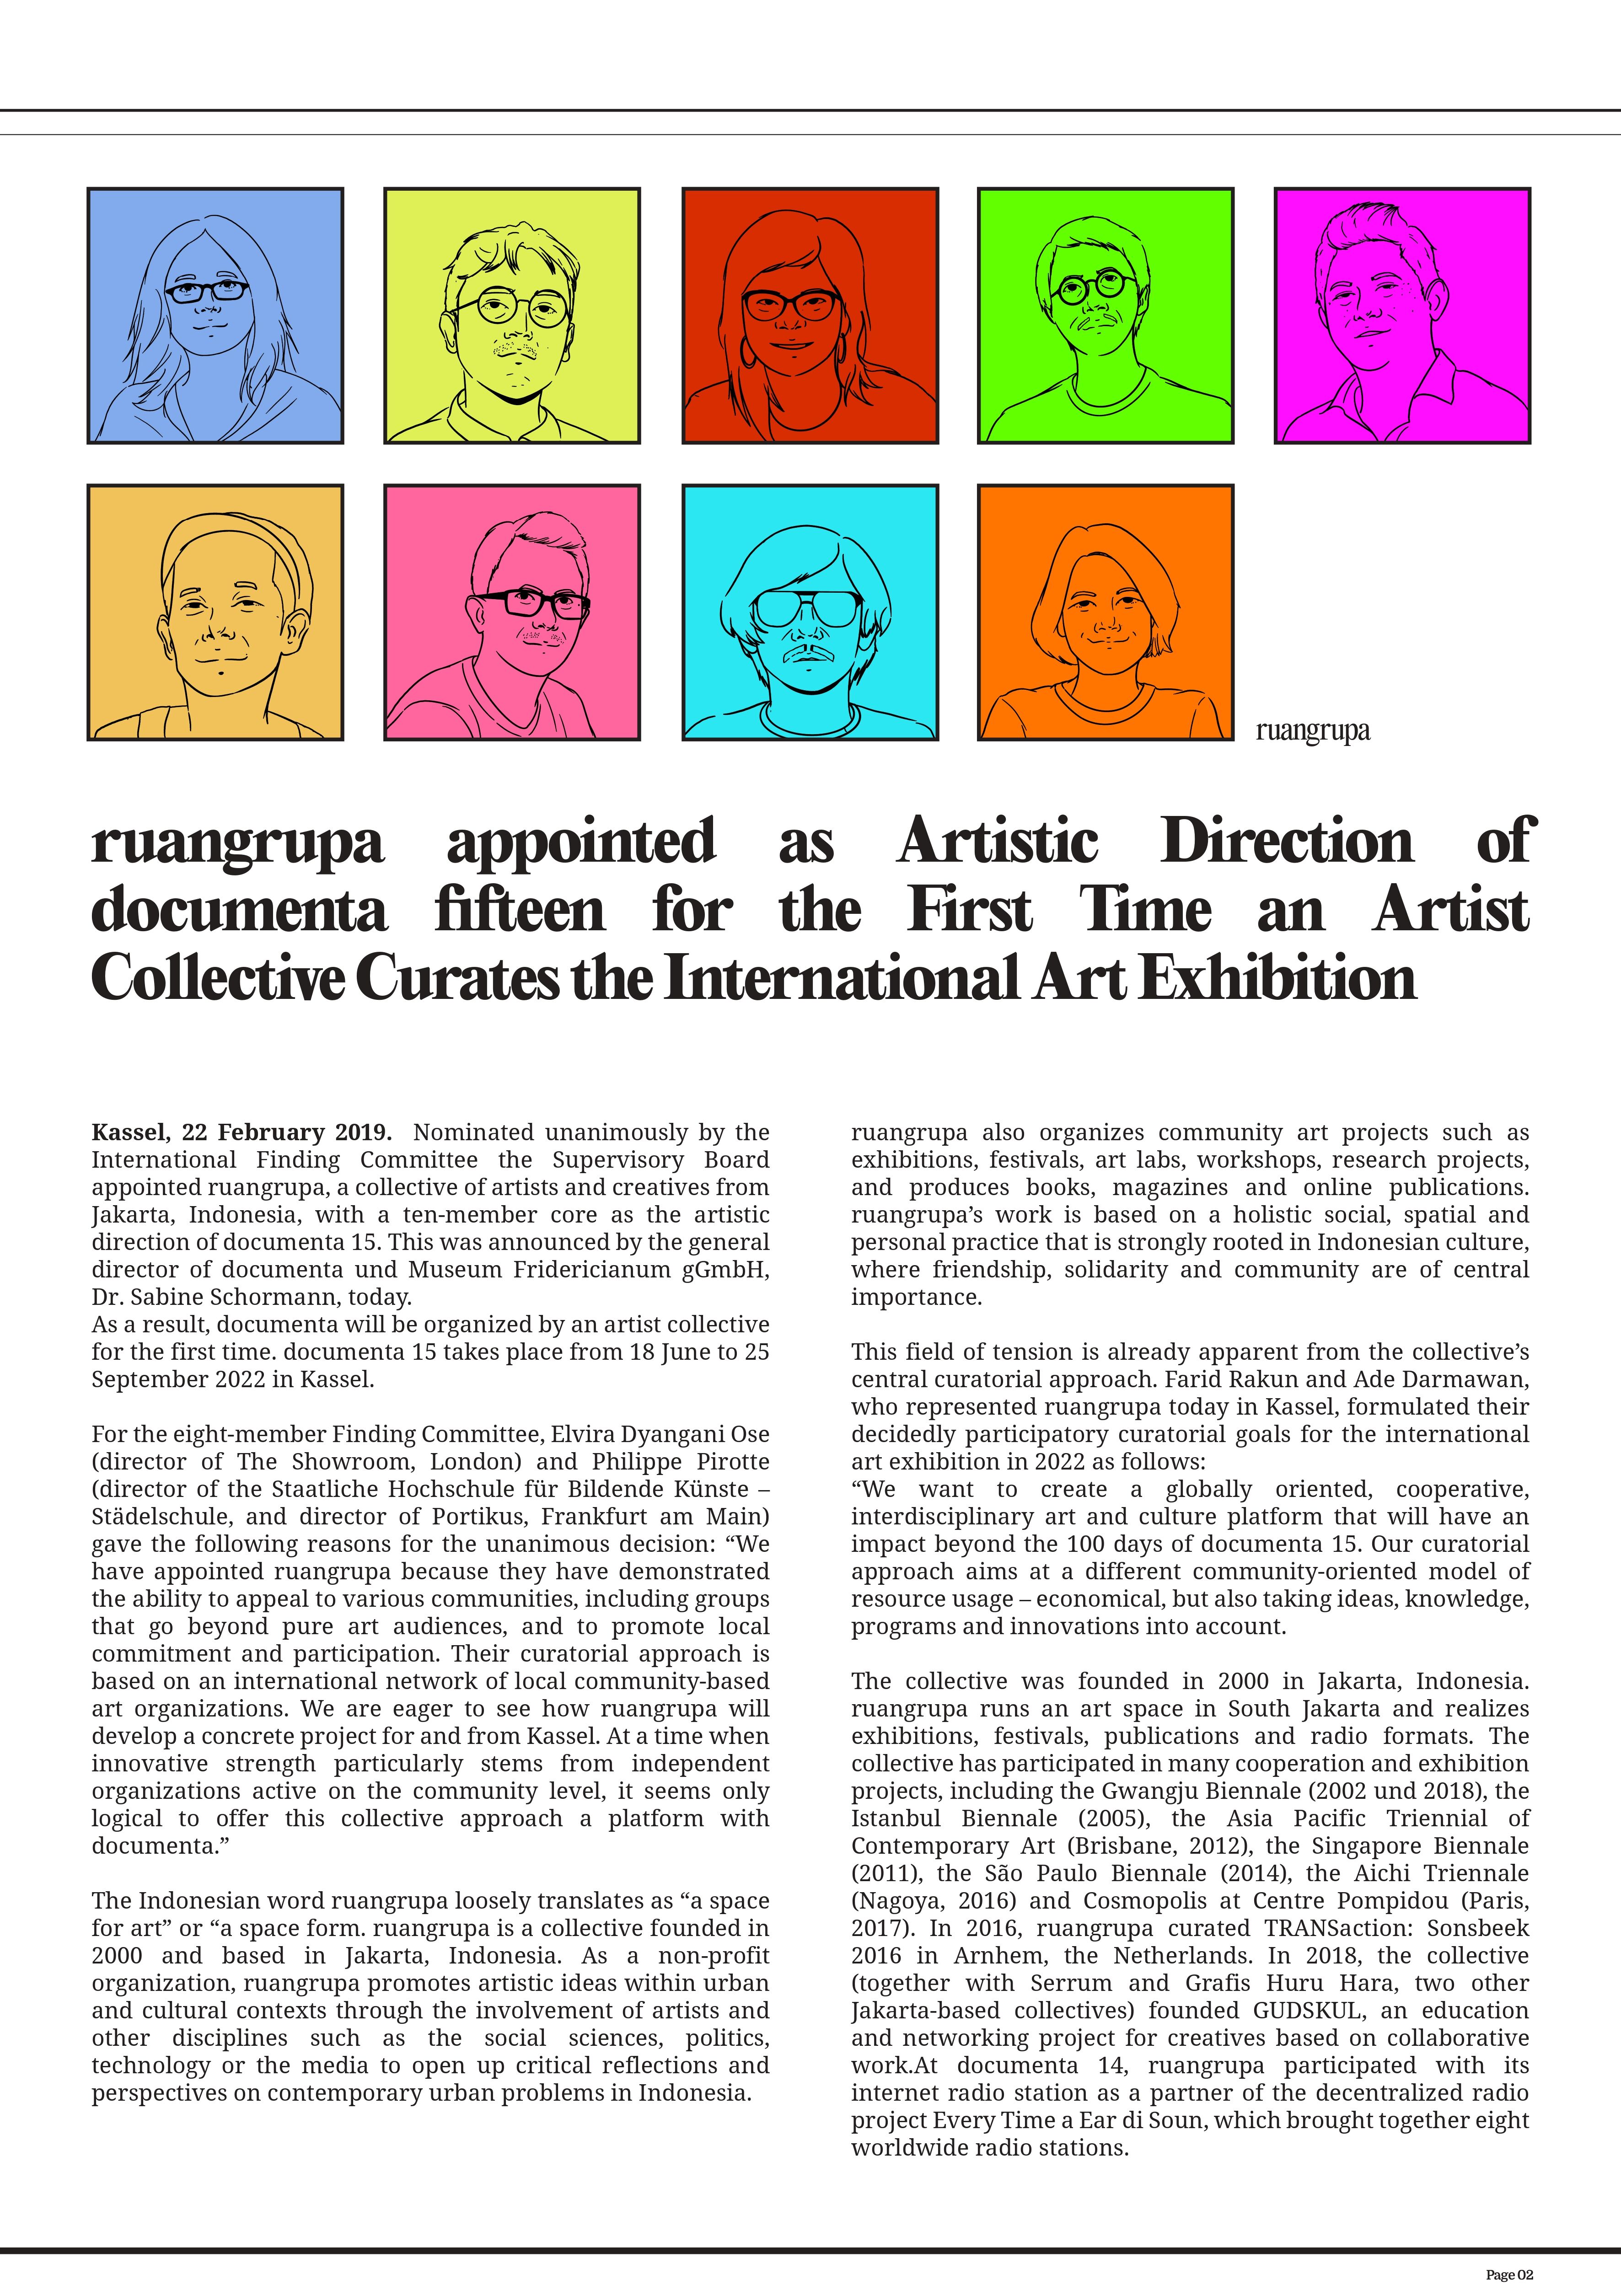 ruangrupa
ruangrupa appointed as Artistic Direction of
documenta fifteen for the First Time an Artist
Collective Curates the International Art Exhibition
Kassel, 22 February 2019. Nominated unanimously by the
International Finding Committee the Supervisory Board
appointed ruangrupa, a collective of artists and creatives from
Jakarta, Indonesia, with a ten-member core as the artistic
direction of documenta 15. This was announced by the general
director of documenta und Museum Fridericianum gGmbH,
Dr. Sabine Schormann, today.
As a result, documenta will be organized by an artist collective
for the first time. documenta 15 takes place from 18 June to 25
September 2022 in Kassel.
For the eight-member Finding Committee, Elvira Dyangani Ose
(director of The Showroom, London) and Philippe Pirotte
(director of the Staatliche Hochschule für Bildende Künste –
Städelschule, and director of Portikus, Frankfurt am Main)
gave the following reasons for the unanimous decision: “We
have appointed ruangrupa because they have demonstrated
the ability to appeal to various communities, including groups
that go beyond pure art audiences, and to promote local
commitment and participation. Their curatorial approach is
based on an international network of local community-based
art organizations. We are eager to see how ruangrupa will
develop a concrete project for and from Kassel. At a time when
innovative strength particularly stems from independent
organizations active on the community level, it seems only
logical to offer this collective approach a platform with
documenta.”
The Indonesian word ruangrupa loosely translates as “a space
for art” or “a space form. ruangrupa is a collective founded in
2000 and based in Jakarta, Indonesia. As a non-profit
organization, ruangrupa promotes artistic ideas within urban
and cultural contexts through the involvement of artists and
other disciplines such as the social sciences, politics,
technology or the media to open up critical reflections and
perspectives on contemporary urban problems in Indonesia.
ruangrupa also organizes community art projects such as
exhibitions, festivals, art labs, workshops, research projects,
and produces books, magazines and online publications.
ruangrupa’s work is based on a holistic social, spatial and
personal practice that is strongly rooted in Indonesian culture,
where friendship, solidarity and community are of central
importance.
This field of tension is already apparent from the collective’s
central curatorial approach. Farid Rakun and Ade Darmawan,
who represented ruangrupa today in Kassel, formulated their
decidedly participatory curatorial goals for the international
art exhibition in 2022 as follows:
“We want to create a globally oriented, cooperative,
interdisciplinary art and culture platform that will have an
impact beyond the 100 days of documenta 15. Our curatorial
approach aims at a different community-oriented model of
resource usage – economical, but also taking ideas, knowledge,
programs and innovations into account.
The collective was founded in 2000 in Jakarta, Indonesia.
ruangrupa runs an art space in South Jakarta and realizes
exhibitions, festivals, publications and radio formats. The
collective has participated in many cooperation and exhibition
projects, including the Gwangju Biennale (2002 und 2018), the
Istanbul Biennale (2005), the Asia Pacific Triennial of
Contemporary Art (Brisbane, 2012), the Singapore Biennale
(2011), the São Paulo Biennale (2014), the Aichi Triennale
(Nagoya, 2016) and Cosmopolis at Centre Pompidou (Paris,
2017). In 2016, ruangrupa curated TRANSaction: Sonsbeek
2016 in Arnhem, the Netherlands. In 2018, the collective
(together with Serrum and Grafis Huru Hara, two other
Jakarta-based collectives) founded GUDSKUL, an education
and networking project for creatives based on collaborative
work.At documenta 14, ruangrupa participated with its
internet radio station as a partner of the decentralized radio
project Every Time a Ear di Soun, which brought together eight
worldwide radio stations.
Page 02